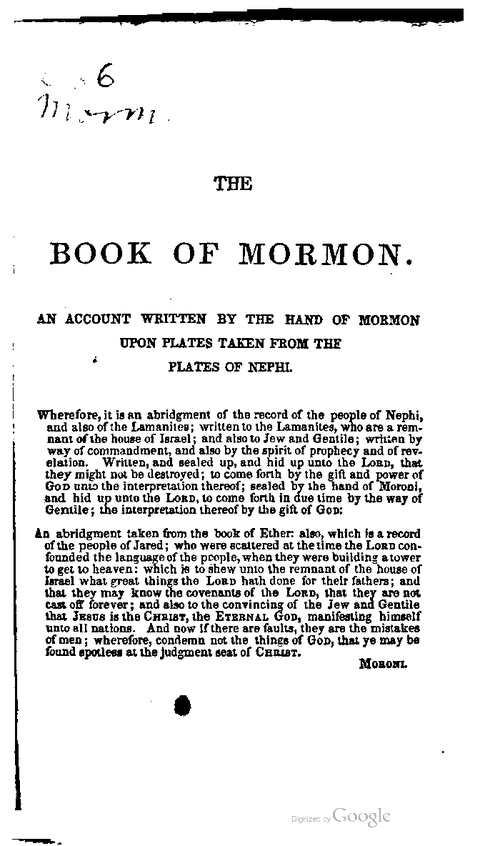 6
Morm.
THE
BOOK OF MORMON.
AN ACCOUNT WRITTEN BY THE HAND OF MORMON
UPON PLATES TAKEN FROM THE
PLATES OF NEPHI.
Wherefore, it is an abridgment of the record of the people of Nephi,
and also of the Lamanites; written to the Lamanites, who are a rem-
nant of the house of Israel; and also to Jew and Gentile; written by
way of commandment, and also by the spirit of prophecy and of rev-
elation. Written, and sealed up, and hid up unto the LORD, that
they might not be destroyed; to come forth by the gift and power of
GOD unto the interpretation thereof; sealed by the hand of Moroni,
and hid up unto the LORD, to come forth in due time by the way of
Gentile; the interpretation thereof by the gift of GOD:
An abridgment taken from the book of Ether: also, which is a record
of the people of Jared; who were scattered at the time the LORD con-
founded the language of the people, when they were building a tower
to get to heaven: which is to shew unto the remnant of the house of
Israel what great things the LORD hath done for their fathers; and
that they may know the covenants of the LORD, that they are not
cast off forever; and also to the convincing of the Jew and Gentile
that JESUS is the CHRIST, the ETERNAL GOD, manifesting himself
unto all nations. And now if there are faults, they are the mistakes
of men; wherefore, condemn not the things of GOD, that ye may be
found spotless at the judgment seat of CHRIST.
MORONI.
Digitized by Google